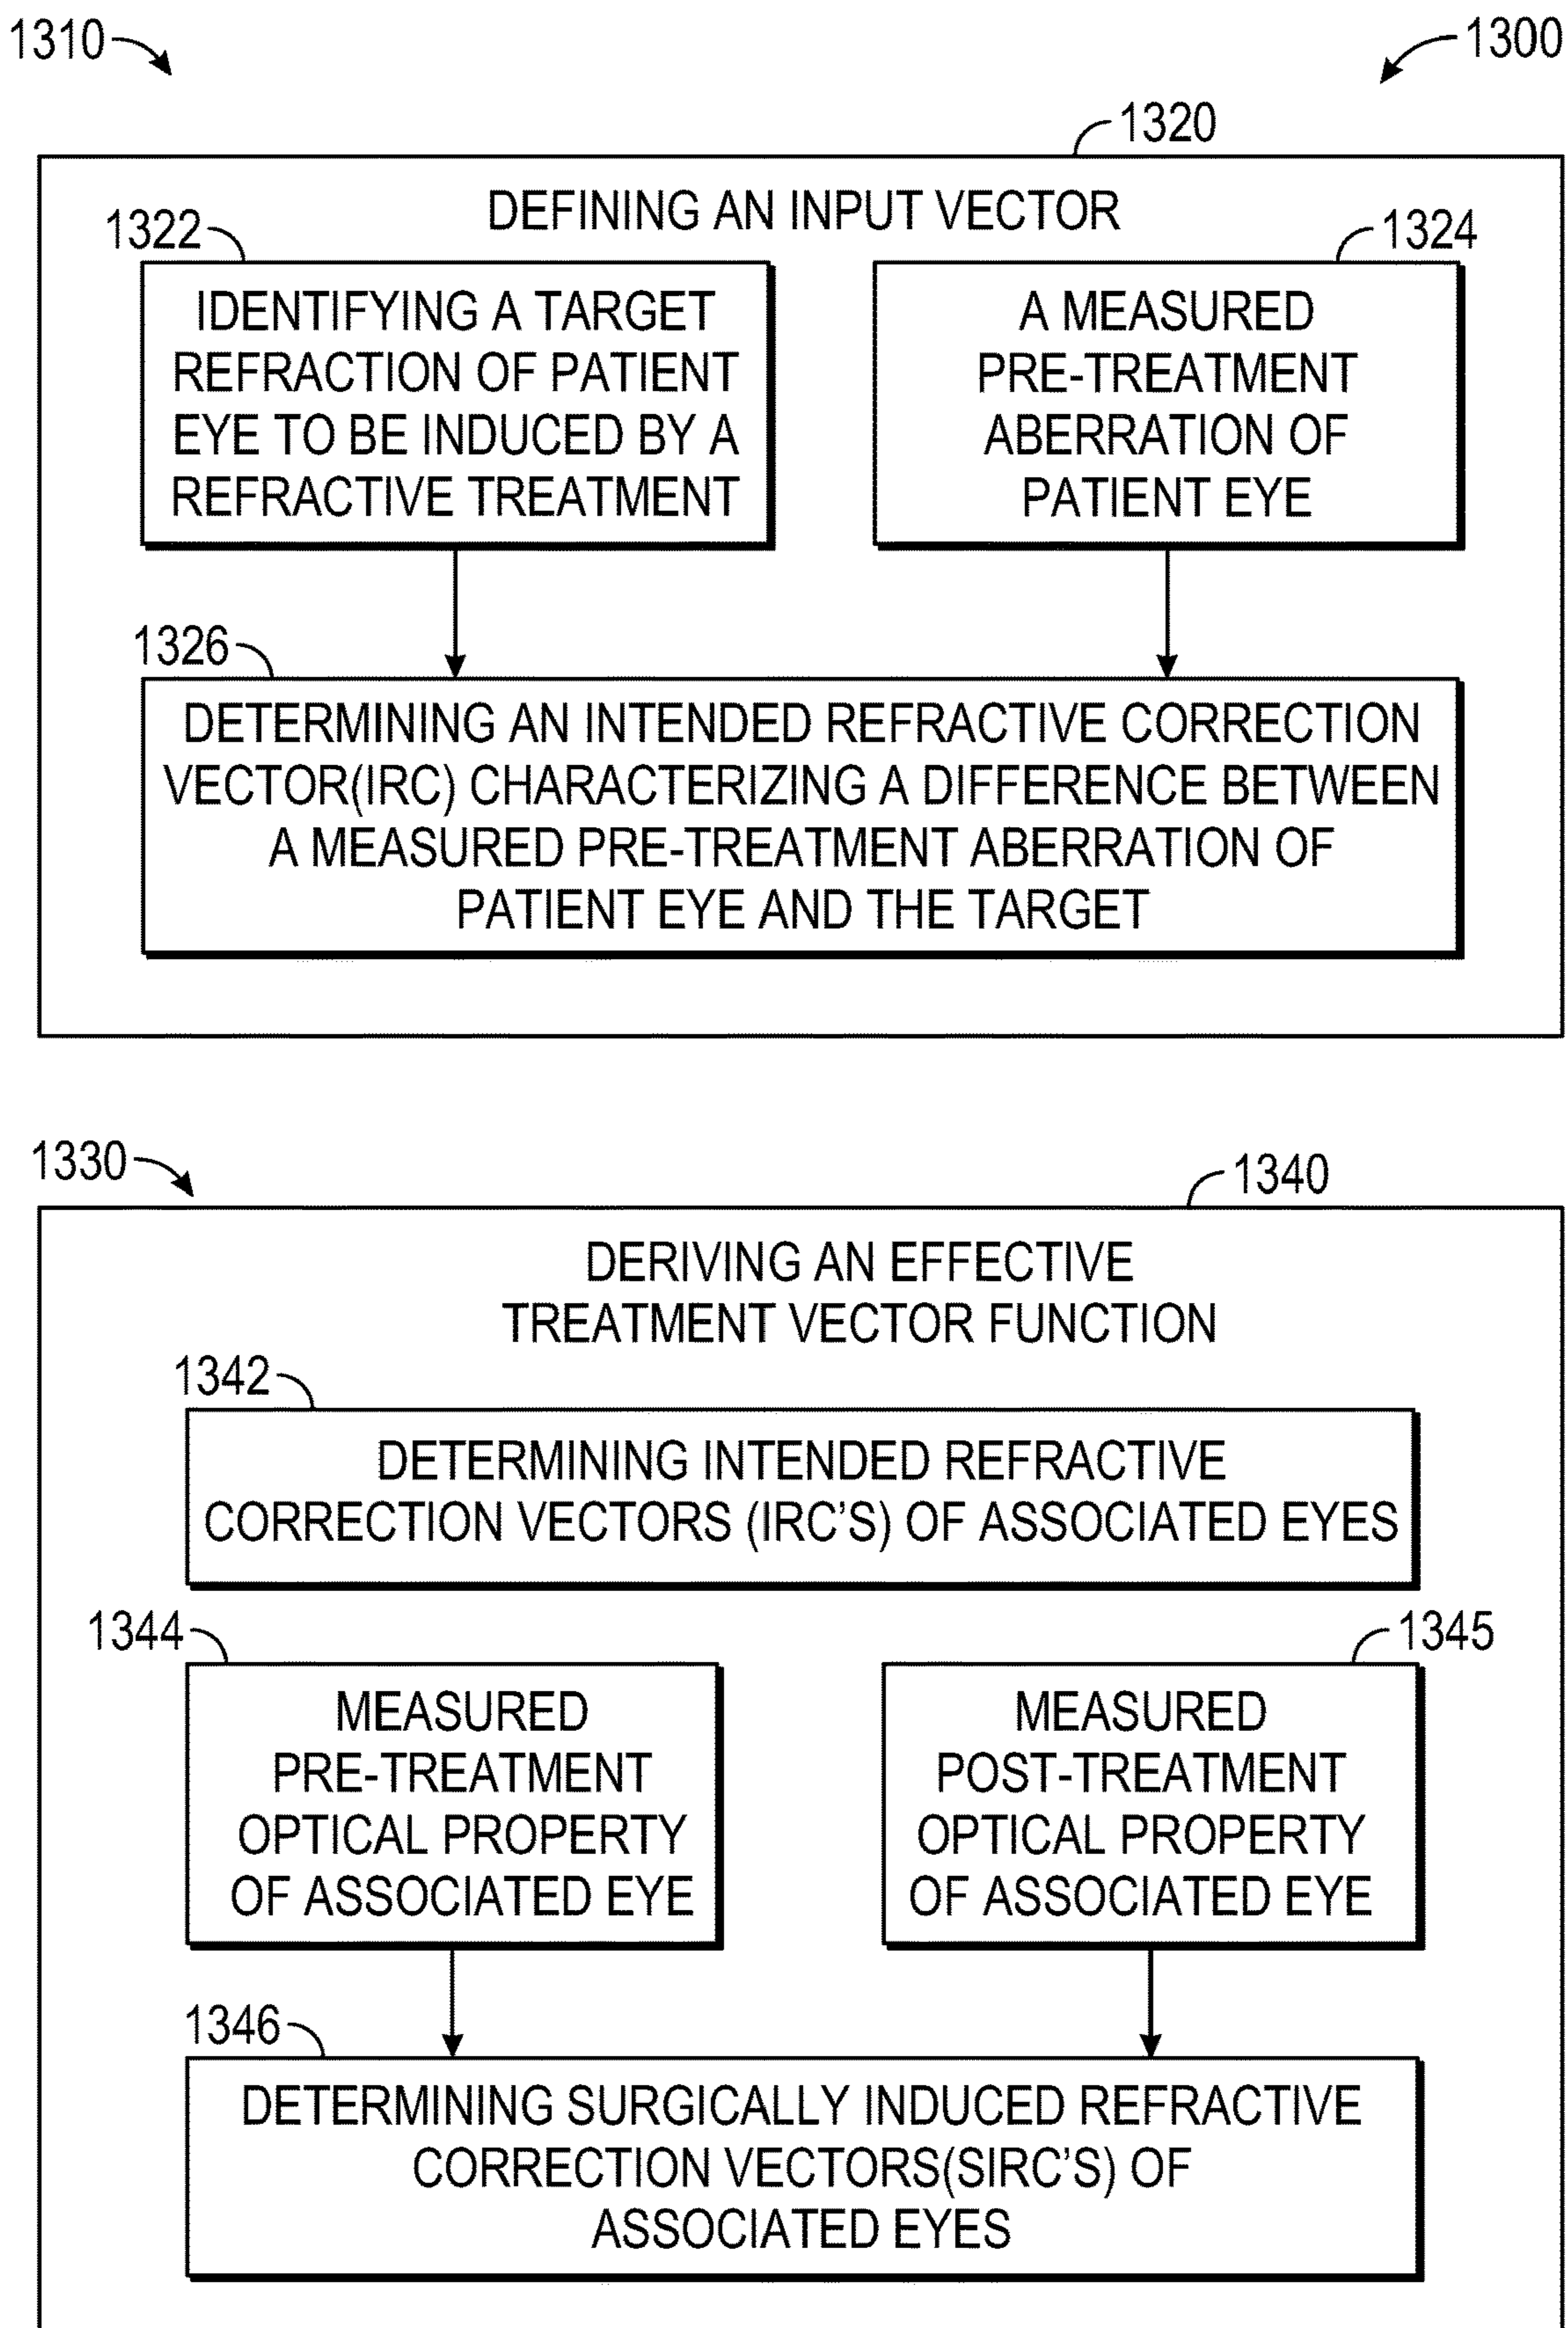 1310
1300
1320
DEFINING AN INPUT VECTOR
1322
1324
IDENTIFYING A TARGET
REFRACTION OF PATIENT
EYE TO BE INDUCED BY A
REFRACTIVE TREATMENT
A MEASURED
PRE-TREATMENT
ABERRATION OF
PATIENT EYE
1326
DETERMINING AN INTENDED REFRACTIVE CORRECTION
VECTOR(IRC) CHARACTERIZING A DIFFERENCE BETWEEN
A MEASURED PRE-TREATMENT ABERRATION OF
PATIENT EYE AND THE TARGET
1330
1340
DERIVING AN EFFECTIVE
TREATMENT VECTOR FUNCTION
1342
DETERMINING INTENDED REFRACTIVE
CORRECTION VECTORS (IRC'S) OF ASSOCIATED EYES
1344
1345
MEASURED
PRE-TREATMENT
OPTICAL PROPERTY
OF ASSOCIATED EYE
MEASURED
POST-TREATMENT
OPTICAL PROPERTY
OF ASSOCIATED EYE
1346
DETERMINING SURGICALLY INDUCED REFRACTIVE
CORRECTION VECTORS(SIRC'S) OF
ASSOCIATED EYES